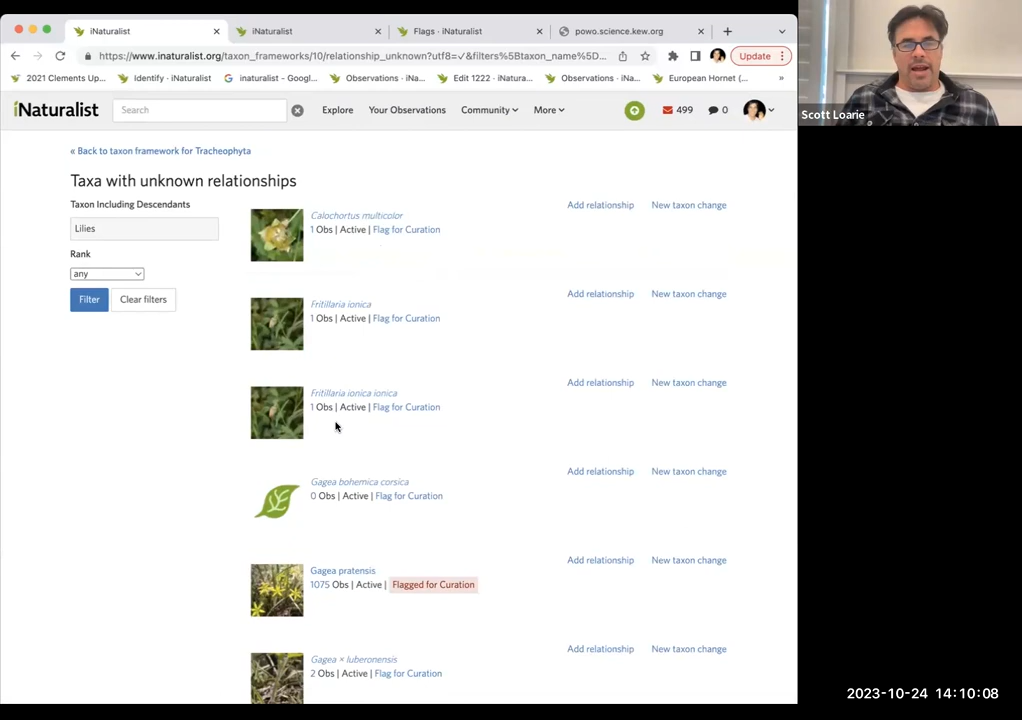 iNaturalist
iNaturalist
Flags · iNaturalist
powo.science.kew.org
https://www.inaturalist.org/taxon_frameworks/10/relationship_unknown?utf8=✓&filters%5Btaxon_name%5D...
Update
2021 Clements Up...
Identify · iNaturalist
inaturalist - Googl...
Observations · iNa...
Edit 1222 · iNatura...
Observations · iNa...
European Hornet (...
»
iNaturalist
Search
Explore
Your Observations
Community
More
499
0
Scott Loarie
« Back to taxon framework for Tracheophyta
Taxa with unknown relationships
Taxon Including Descendants
Lilies
Rank
any
Filter
Clear filters
Calochortus multicolor
1 Obs | Active | Flag for Curation
Add relationship
New taxon change
Fritillaria ionica
1 Obs | Active | Flag for Curation
Add relationship
New taxon change
Fritillaria ionica ionica
1 Obs | Active | Flag for Curation
Add relationship
New taxon change
Gagea bohemica corsica
0 Obs | Active | Flag for Curation
Add relationship
New taxon change
Gagea pratensis
1075 Obs | Active | Flagged for Curation
Add relationship
New taxon change
Gagea × luberonensis
2 Obs | Active | Flag for Curation
Add relationship
New taxon change
2023-10-24 14:10:08